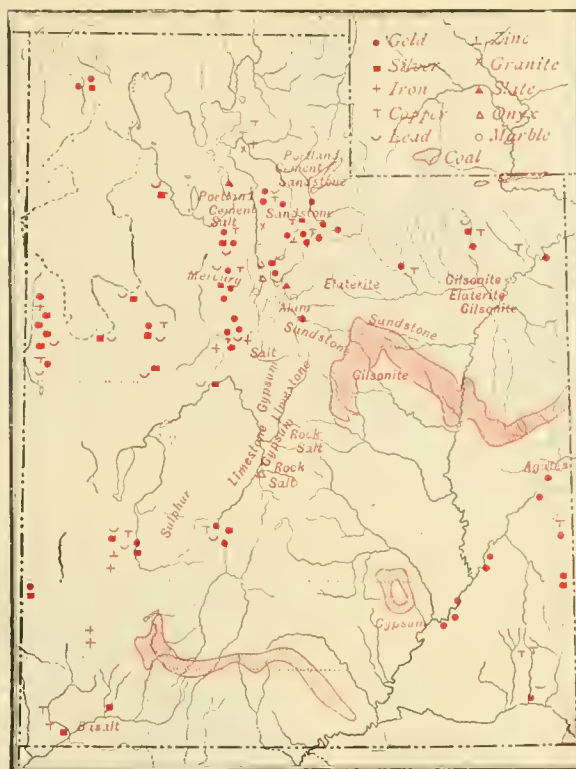 Gold
Zinc
Silver
Granite
Iron
Slate
Copper
Onyx
Lead
Marble
Coal
Portland
Cement
Sandstone
Portland
Cement
Salt
Sandstone
Mercury
Elaterite
Gilsonite
Elaterite
Gilsonite
Alum
Sandstone
Sandstone
Salt
Gilsonite
Gypsum
Limestone
Limestone
Gypsum
Rock
Salt
Rock
Salt
Agates
Sulphur
Gypsum
Basalt